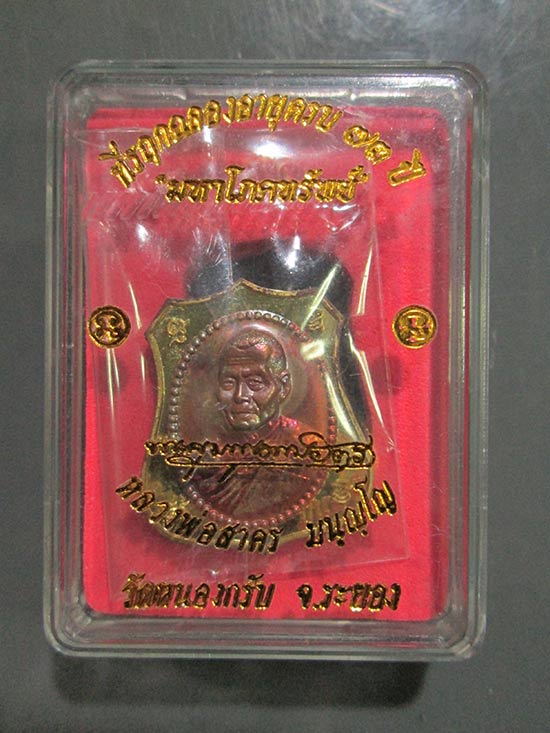 ที่ระฤกฉลองอายุครบ ๗๓ ปี
"มหาโภคทรัพย์"
หลวงพ่อสาคร มนุญฺโญ
วัดหนองกรับ จ.ระยอง